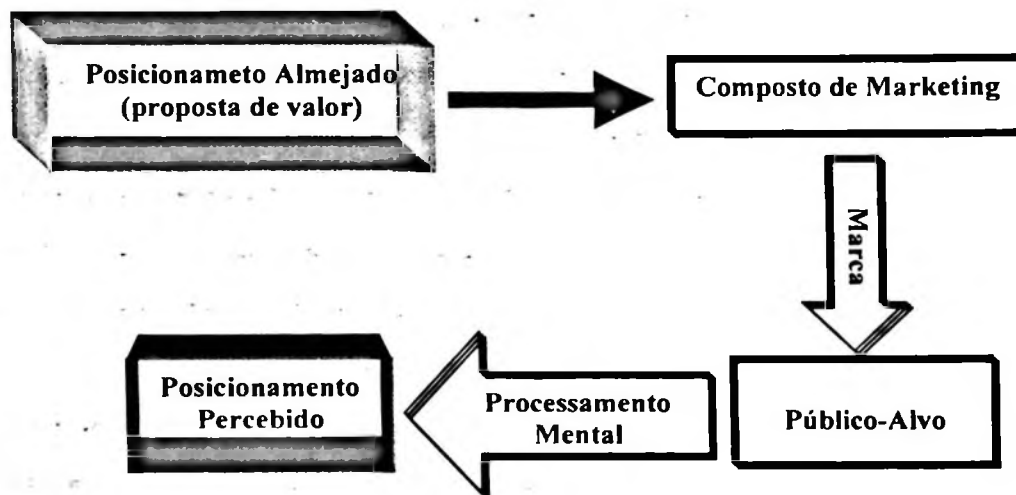 Posicionameto Almejado
(proposta de valor)
Composto de Marketing
Marca
Público-Alvo
Processamento
Mental
Posicionamento
Percebido